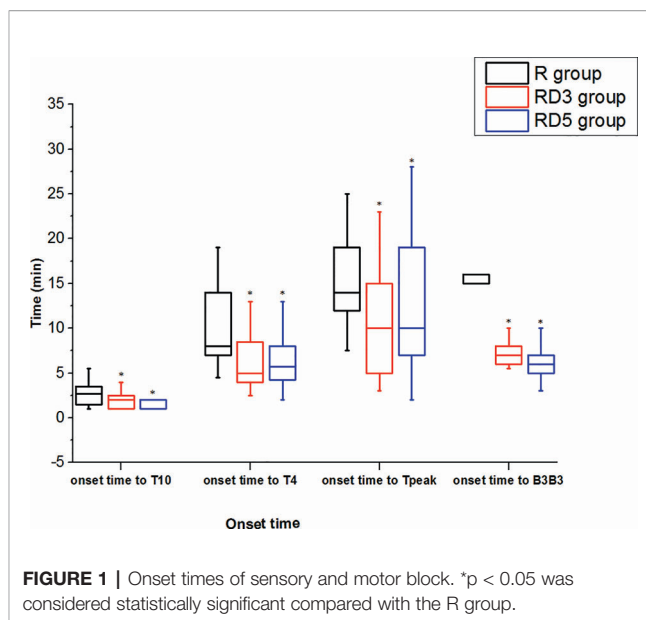 R group
RD3 group
RD5 group
35
30
25
20
15
10
5
0
-5
Time (min)
* * * * * * * *
onset time to T10 onset time to T4 onset time to Tpeak onset time to B3B3
Onset time
FIGURE 1 | Onset times of sensory and motor block. *p < 0.05 was
considered statistically significant compared with the R group.